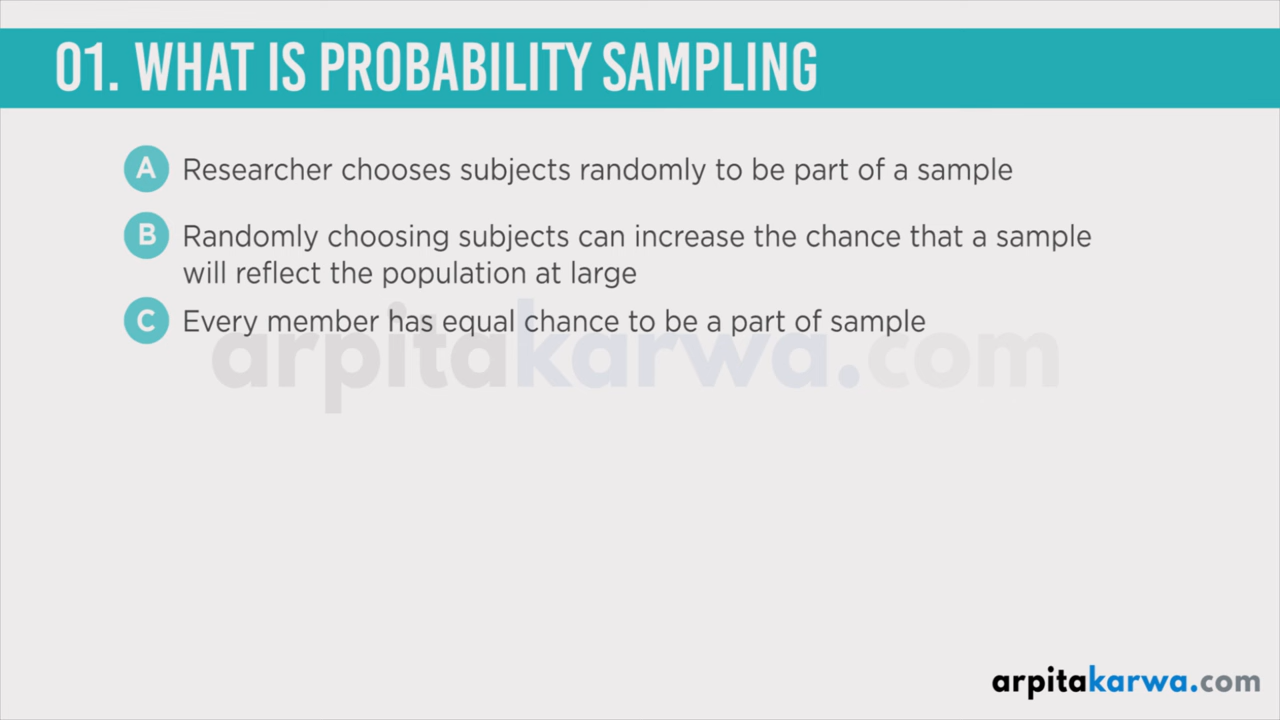 01. WHAT IS PROBABILITY SAMPLING
A Researcher chooses subjects randomly to be part of a sample
B Randomly choosing subjects can increase the chance that a sample
will reflect the population at large
C Every member has equal chance to be a part of sample
arpitakarwa.com
arpitakarwa.com